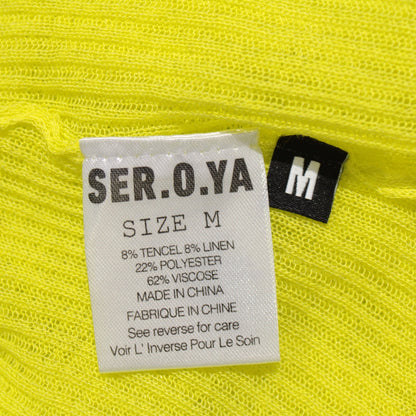 SER.O.YA
M
SIZE M
8% TENCEL 8% LINEN
22% POLYESTER
62% VISCOSE
MADE IN CHINA
FABRIQUE IN CHINE
See reverse for care
Voir L' Inverse Pour Le Soin